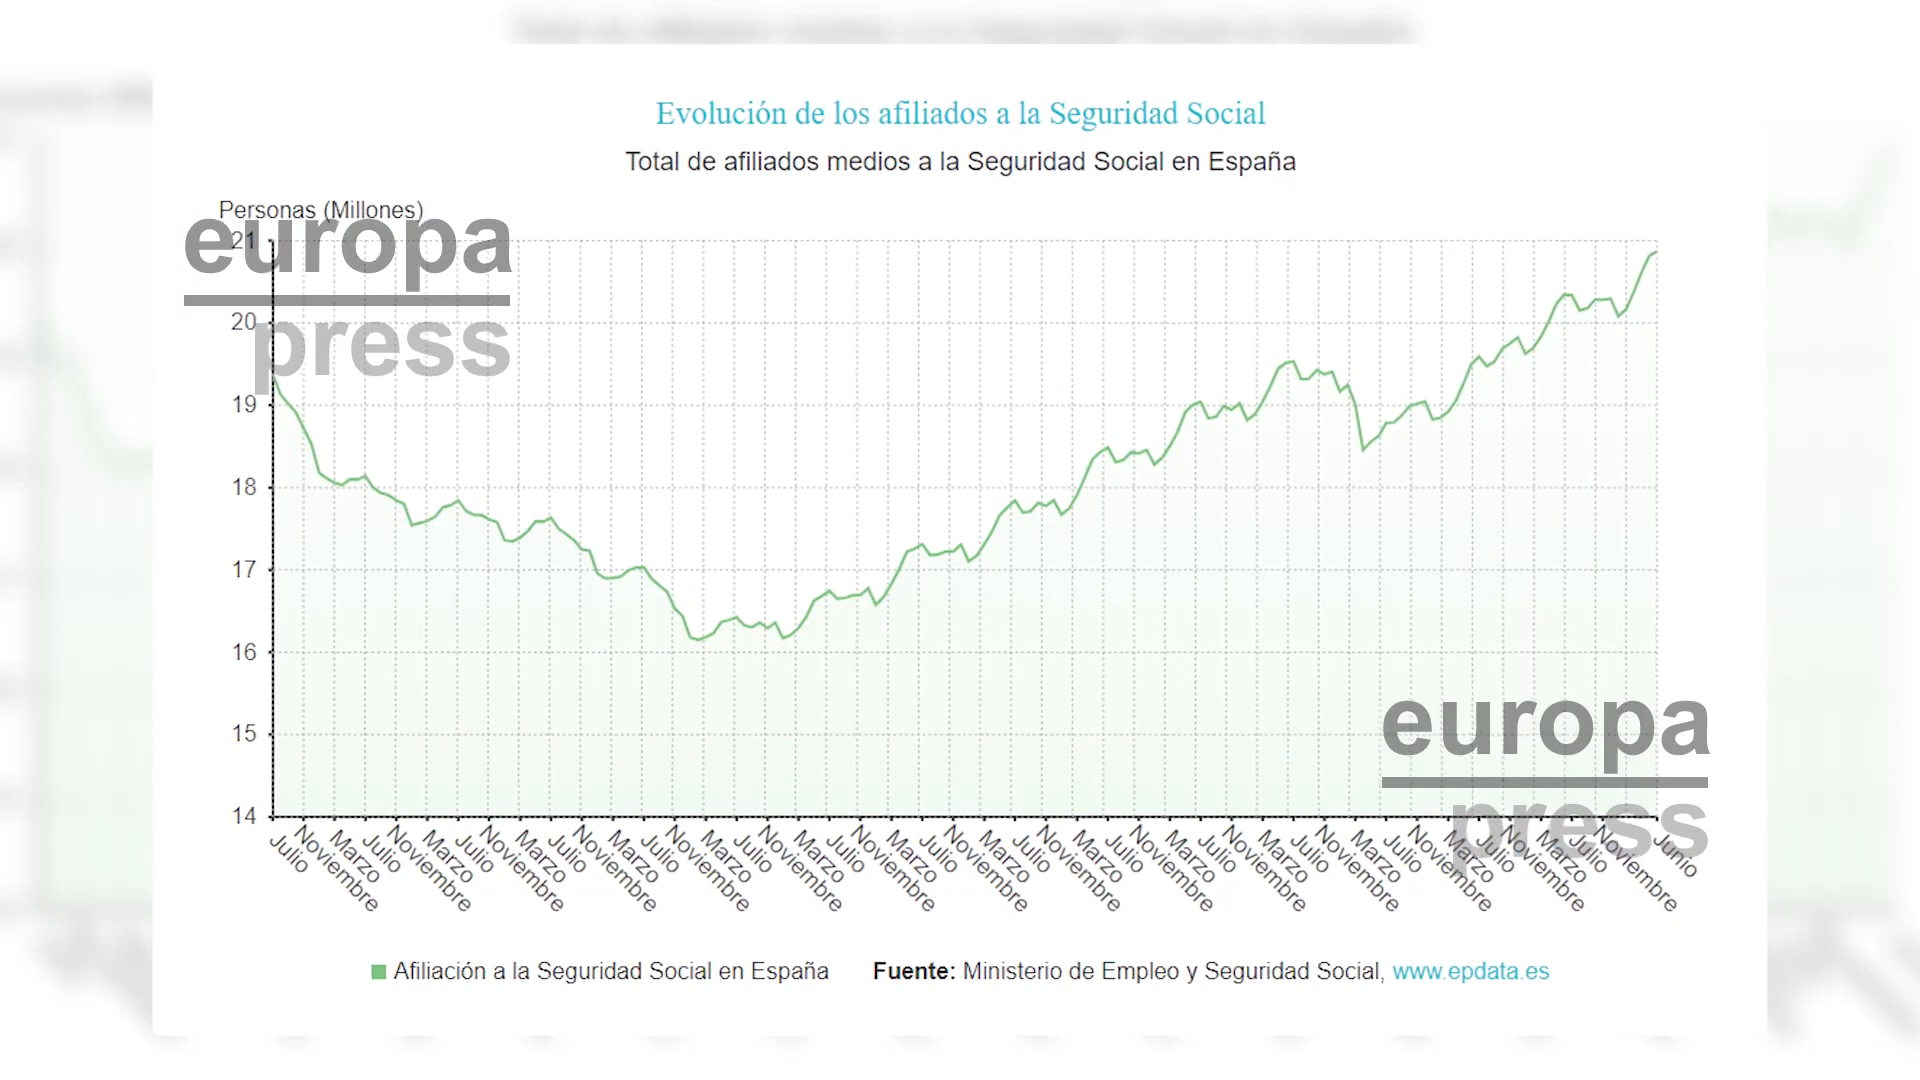 Evolución de los afiliados a la Seguridad Social
Total de afiliados medios a la Seguridad Social en España
Personas (Millones)
europa
press
21
20
19
18
17
16
15
14
europa
press
Julio
Noviembre
Marzo
Julio
Noviembre
Marzo
Julio
Noviembre
Marzo
Julio
Noviembre
Marzo
Julio
Noviembre
Marzo
Julio
Noviembre
Marzo
Julio
Noviembre
Marzo
Julio
Noviembre
Marzo
Julio
Noviembre
Marzo
Julio
Noviembre
Marzo
Julio
Noviembre
Marzo
Julio
Noviembre
Marzo
Julio
Noviembre
Marzo
Julio
Noviembre
Marzo
Julio
Noviembre
Junio
Afiliación a la Seguridad Social en España
Fuente: Ministerio de Empleo y Seguridad Social, www.epdata.es